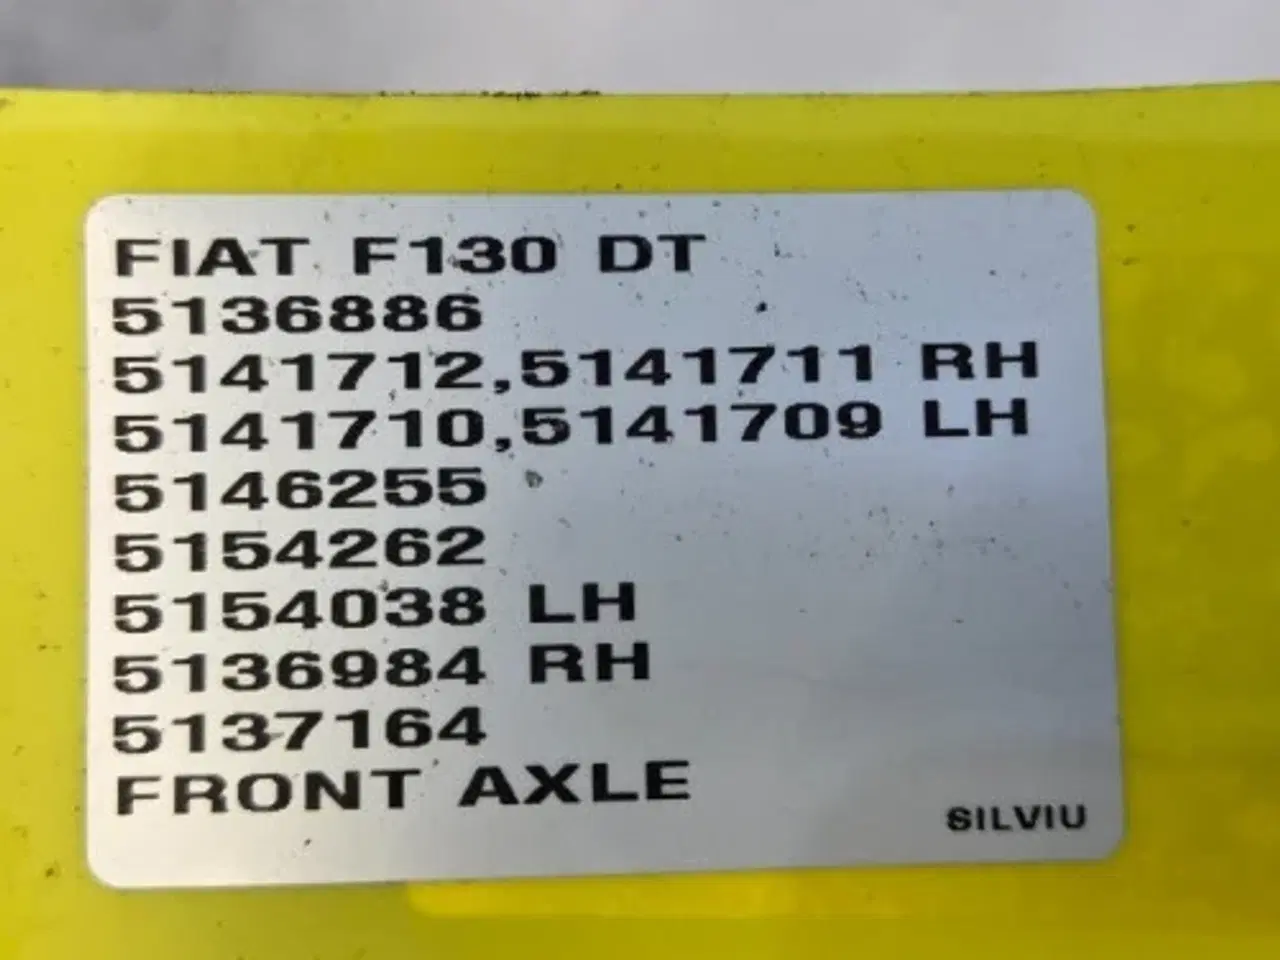 FIAT F130 DT
5136886
5141712,5141711 RH
5141710,5141709 LH
5146255
5154262
5154038 LH
5136984 RH
5137164
FRONT AXLE
SILVIU